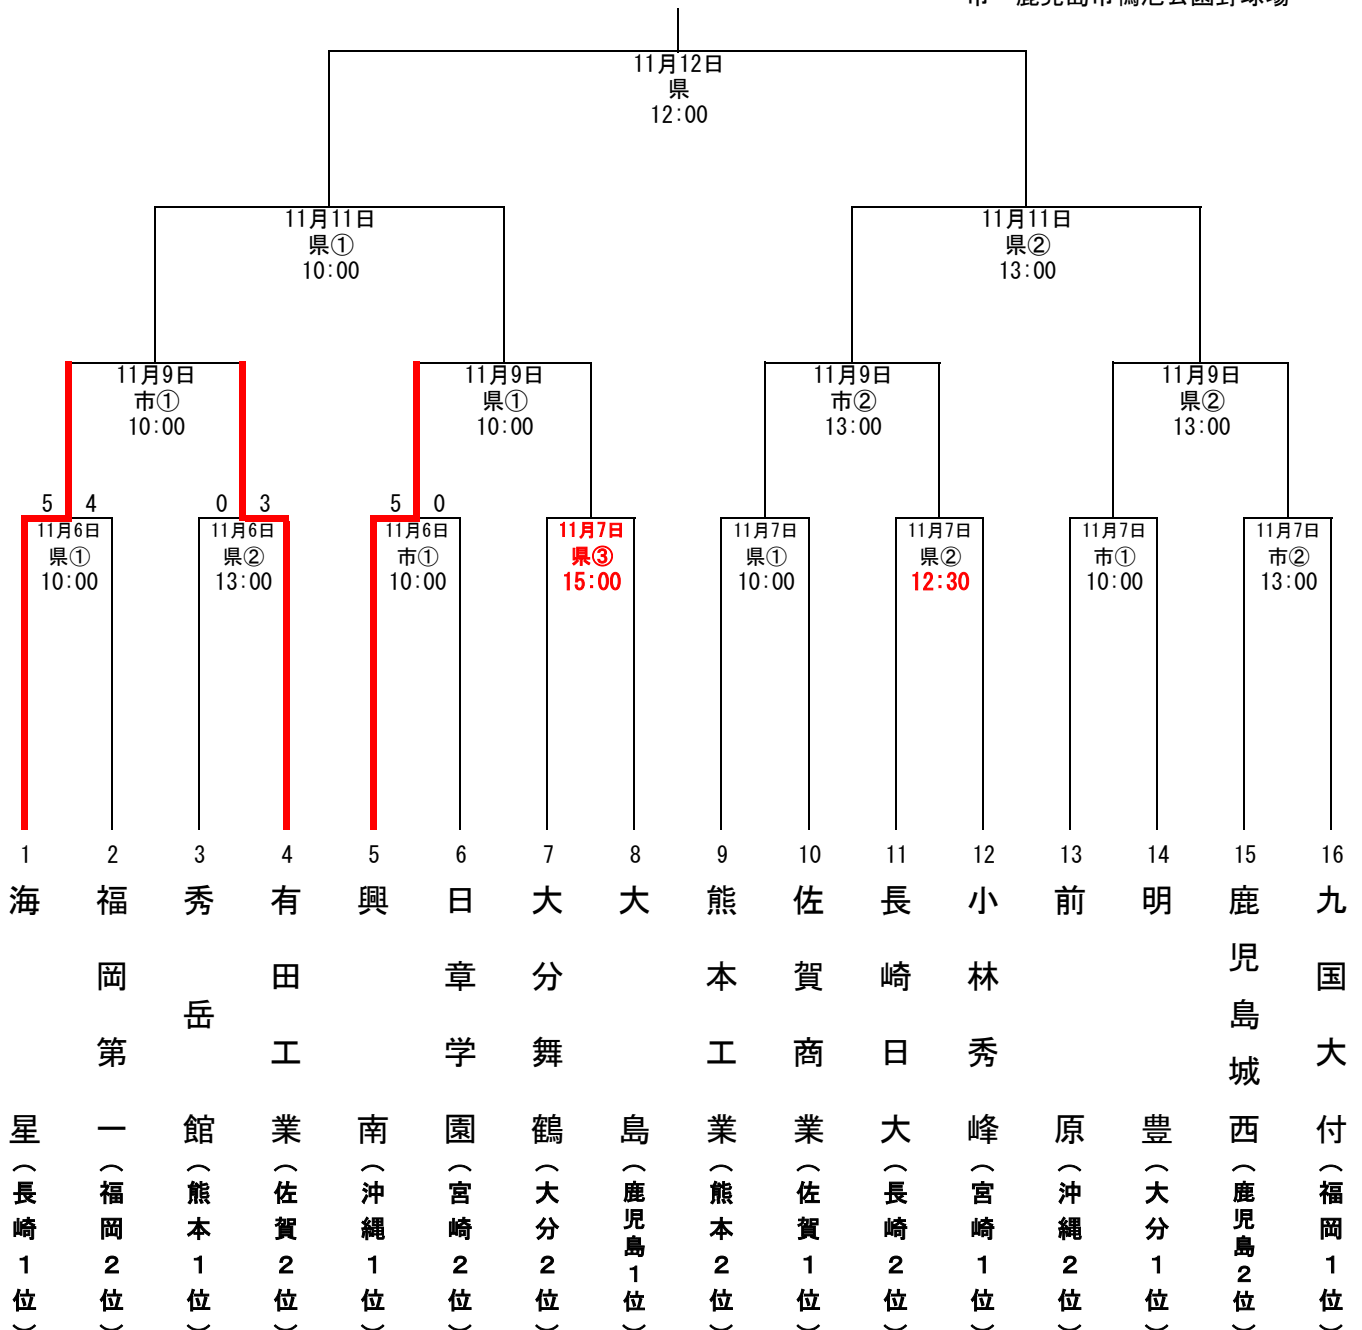 市　鹿児島市鴨池公園野球場
11月12日
県
12:00
11月11日
県①
10:00
11月11日
県②
13:00
11月9日
市①
10:00
11月9日
県①
10:00
11月9日
市②
13:00
11月9日
県②
13:00
5 4
0 3
5 0
11月6日
県①
10:00
11月6日
県②
13:00
11月6日
市①
10:00
11月7日
県③
15:00
11月7日
県①
10:00
11月7日
県②
12:30
11月7日
市①
10:00
11月7日
市②
13:00
1
海星（長崎１位）
2
福岡第一（福岡２位）
3
秀岳館（熊本１位）
4
有田工業（佐賀２位）
5
興南（沖縄１位）
6
日章学園（宮崎２位）
7
大分舞鶴（大分２位）
8
大島（鹿児島１位）
9
熊本工業（熊本２位）
10
佐賀商業（佐賀１位）
11
長崎日大（長崎２位）
12
小林秀峰（宮崎１位）
13
前原（沖縄２位）
14
明豊（大分１位）
15
鹿児島城西（鹿児島２位）
16
九国大付（福岡１位）